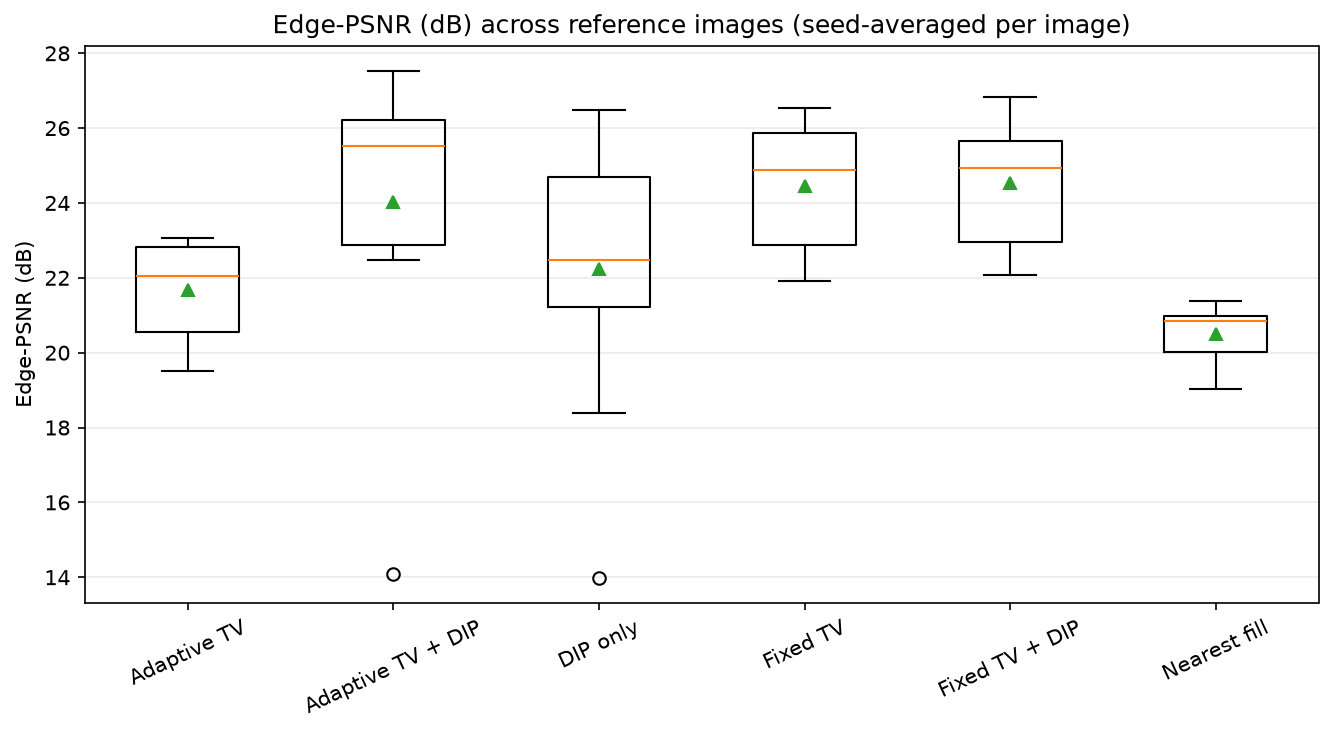 Edge-PSNR (dB) across reference images (seed-averaged per image)
Edge-PSNR (dB)
28
26
24
22
20
18
16
14
Adaptive TV
Adaptive TV + DIP
DIP only
Fixed TV
Fixed TV + DIP
Nearest fill